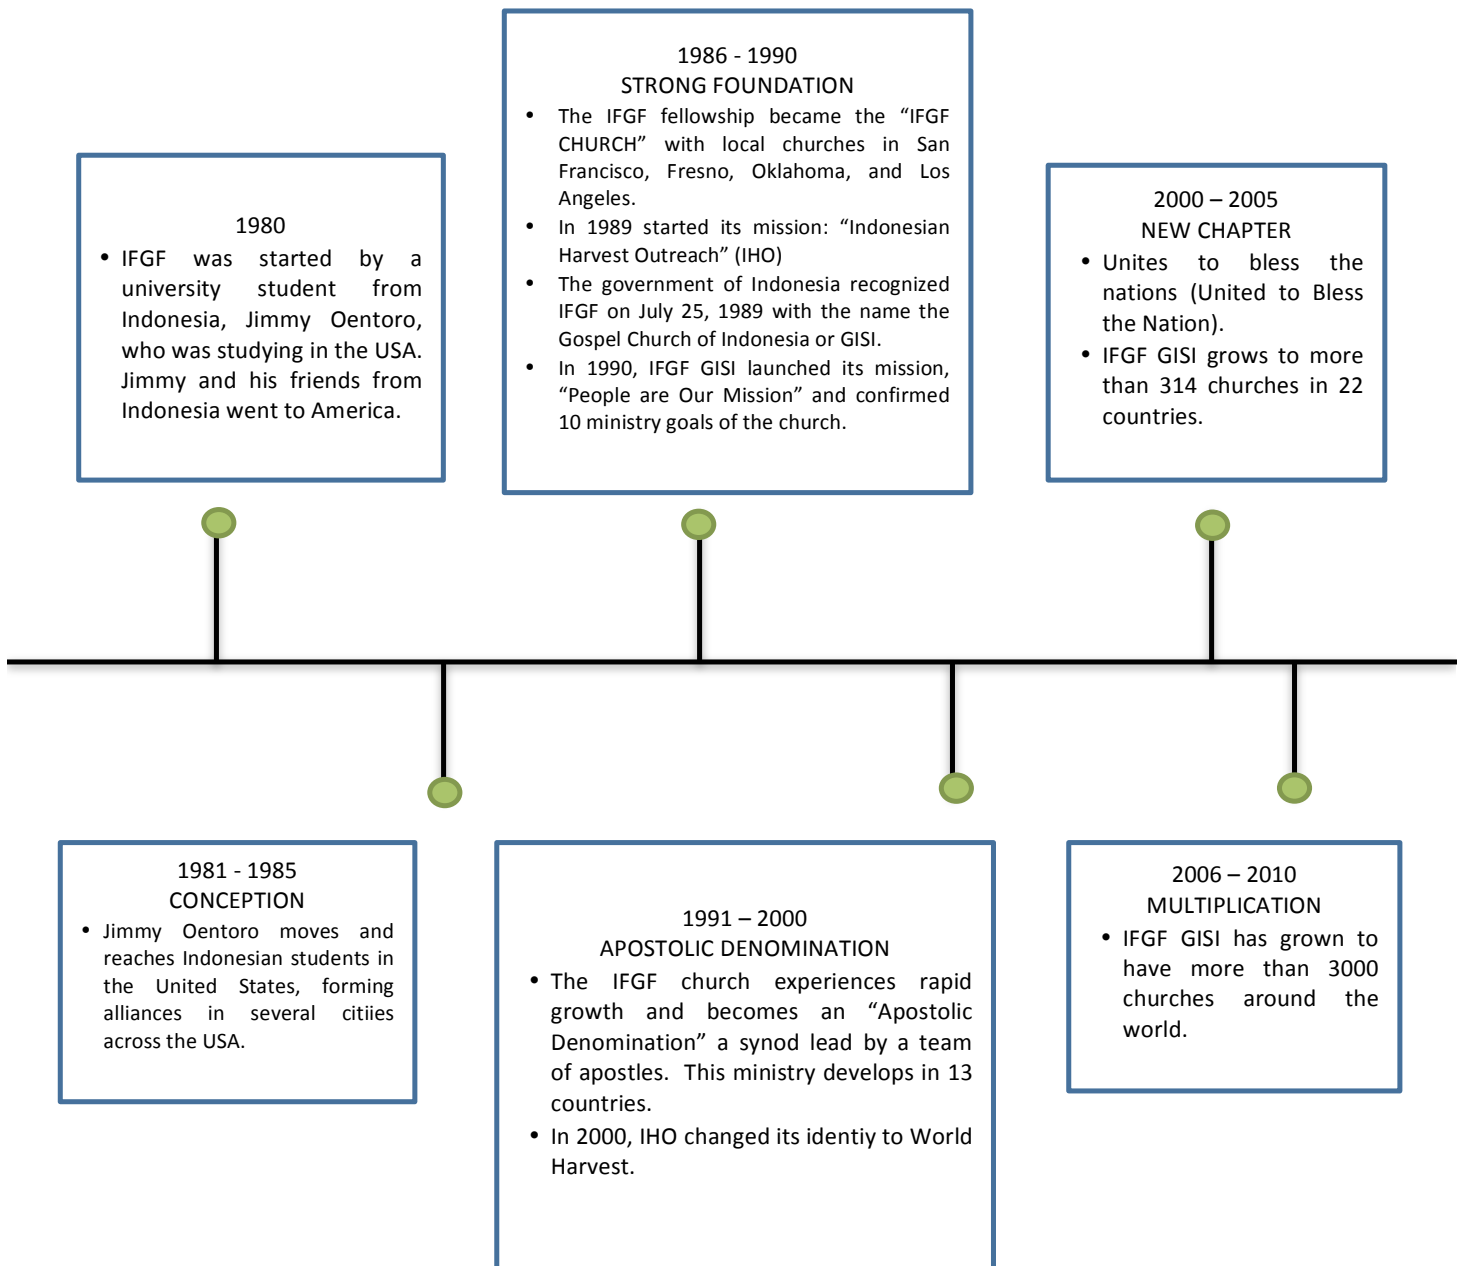 1980
• IFGF was started by a
university student from
Indonesia, Jimmy Oentoro,
who was studying in the USA.
Jimmy and his friends from
Indonesia went to America.
1986 - 1990
STRONG FOUNDATION
• The IFGF fellowship became the “IFGF
CHURCH” with local churches in San
Francisco, Fresno, Oklahoma, and Los
Angeles.
• In 1989 started its mission: “Indonesian
Harvest Outreach” (IHO)
• The government of Indonesia recognized
IFGF on July 25, 1989 with the name the
Gospel Church of Indonesia or GISI.
• In 1990, IFGF GISI launched its mission,
“People are Our Mission” and confirmed
10 ministry goals of the church.
2000 – 2005
NEW CHAPTER
• Unites to bless the
nations (United to Bless
the Nation).
• IFGF GISI grows to more
than 314 churches in 22
countries.
1981 - 1985
CONCEPTION
• Jimmy Oentoro moves and
reaches Indonesian students in
the United States, forming
alliances in several citiies
across the USA.
1991 – 2000
APOSTOLIC DENOMINATION
• The IFGF church experiences rapid
growth and becomes an “Apostolic
Denomination” a synod lead by a team
of apostles. This ministry develops in 13
countries.
• In 2000, IHO changed its identiy to World
Harvest.
2006 – 2010
MULTIPLICATION
• IFGF GISI has grown to
have more than 3000
churches around the
world.